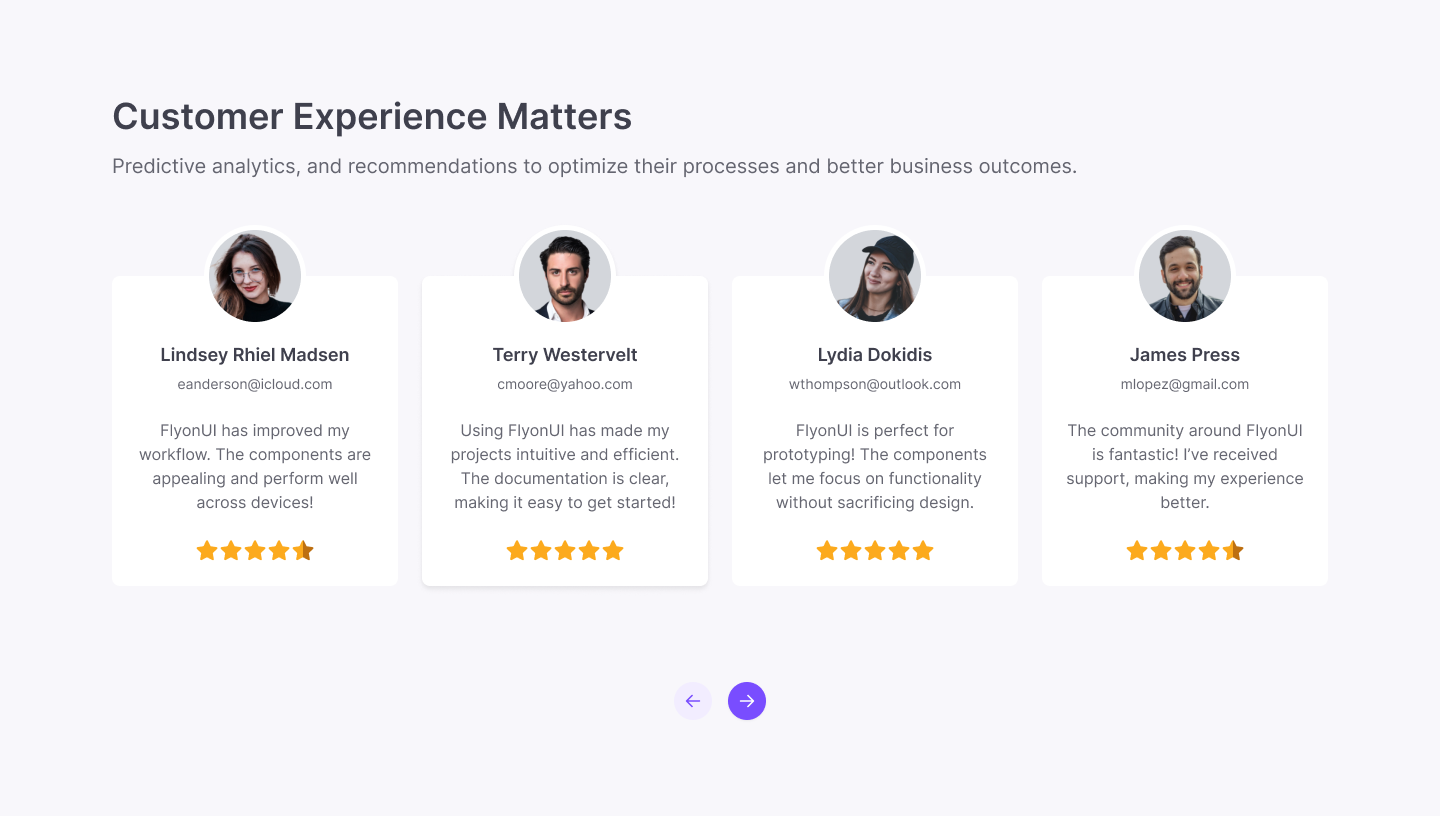 Customer Experience Matters
Predictive analytics, and recommendations to optimize their processes and better business outcomes.
Lindsey Rhiel Madsen
eanderson@icloud.com
FlyonUI has improved my
workflow. The components are
appealing and perform well
across devices!
Terry Westervelt
cmoore@yahoo.com
Using FlyonUI has made my
projects intuitive and efficient.
The documentation is clear,
making it easy to get started!
Lydia Dokidis
wthompson@outlook.com
FlyonUI is perfect for
prototyping! The components
let me focus on functionality
without sacrificing design.
James Press
mlopez@gmail.com
The community around FlyonUI
is fantastic! I’ve received
support, making my experience
better.